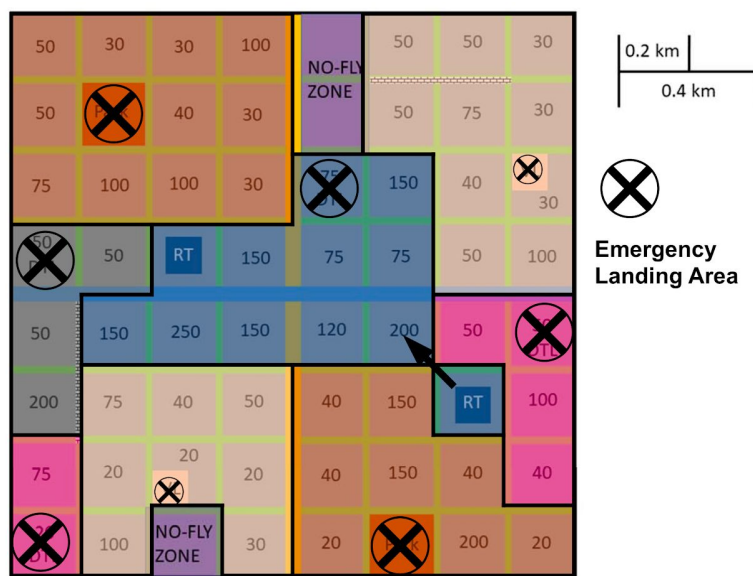 50 30 30 100 50 50 30
NO-FLY
ZONE
50 40 30 50 75 30
75 100 100 30 150 40 30
50 RT 150 75 75 50 100
50 150 250 150 120 200 50
200 75 40 50 40 150 RT 100
75 20 20 20 40 150 40 40
100 NO-FLY 30 20 200 20
ZONE
0.2 km
0.4 km
Emergency
Landing Area